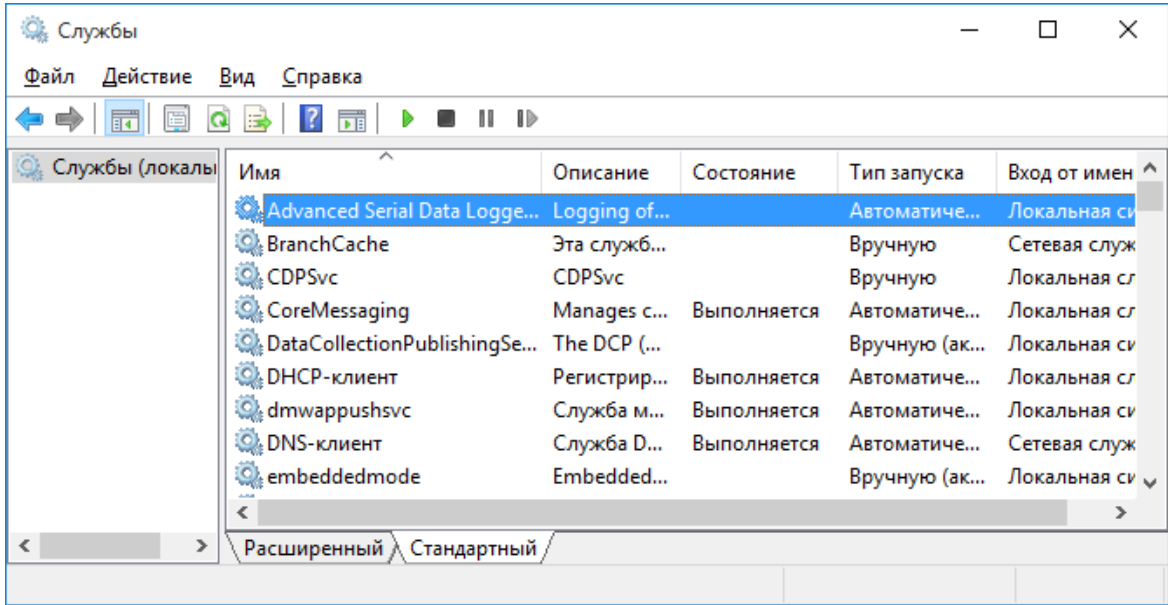 Службы
Файл Действие Вид Справка
Службы (локалы
Имя Описание Состояние Тип запуска Вход от имен
Advanced Serial Data Logge... Logging of... Автоматиче... Локальная си
BranchCache Эта служб... Вручную Сетевая служ
CDPSvc CDPSvc Вручную Локальная сл
CoreMessaging Manages c... Выполняется Автоматиче... Локальная сл
DataCollectionPublishingSe... The DCP (... Вручную (ак... Локальная си
DHCP-клиент Регистрир... Выполняется Автоматиче... Локальная сл
dmwappushsvc Служба м... Выполняется Автоматиче... Локальная си
DNS-клиент Служба D... Выполняется Автоматиче... Сетевая служ
embeddedmode Embedded... Вручную (ак... Локальная си
Расширенный Стандартный